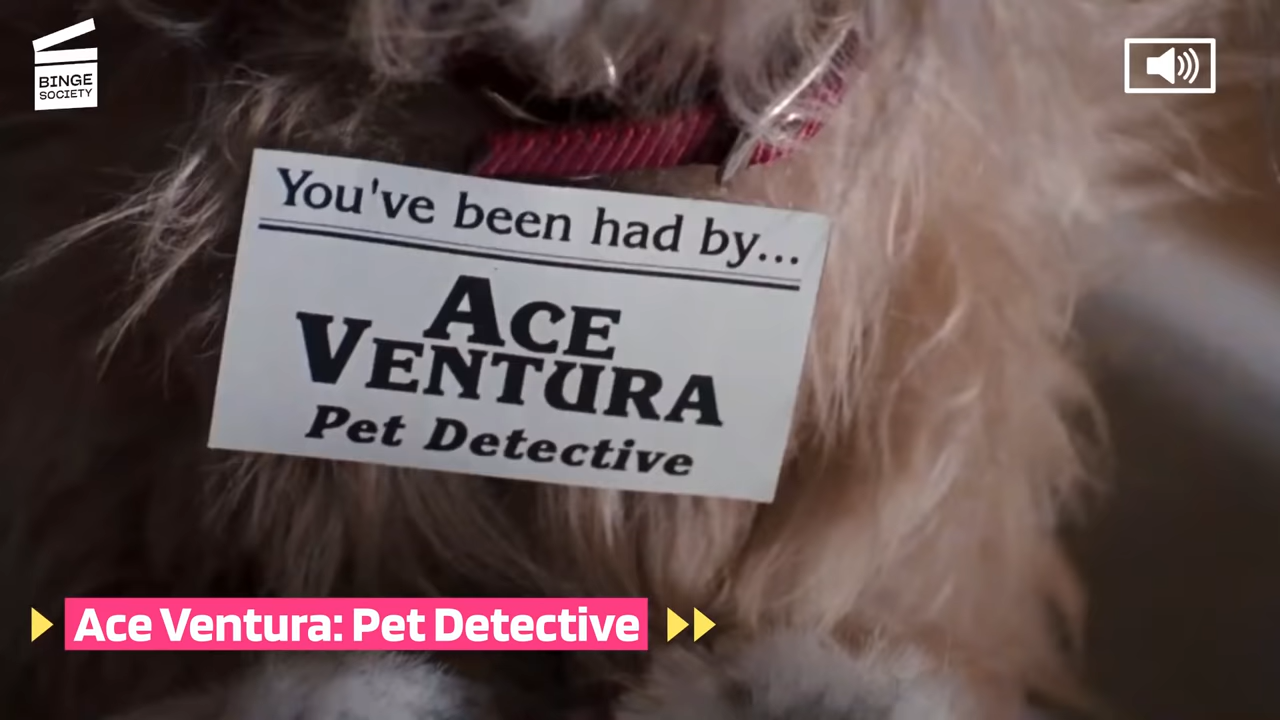 BINGE
SOCIETY
You've been had by...
ACE
VENTURA
Pet Detective
Ace Ventura: Pet Detective